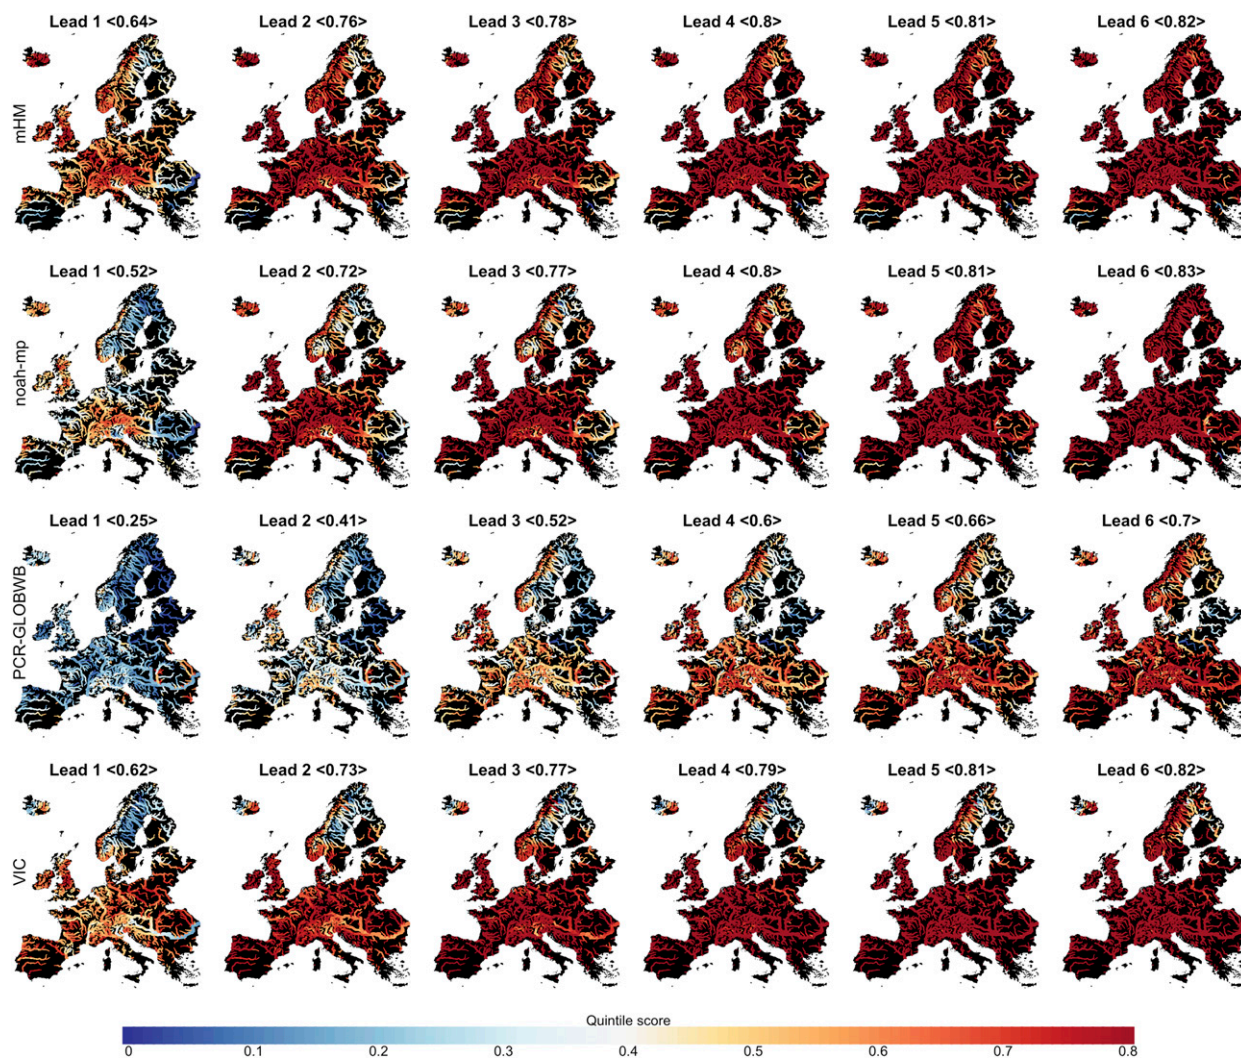 Lead 1 <0.64> Lead 2 <0.76> Lead 3 <0.78> Lead 4 <0.8> Lead 5 <0.81> Lead 6 <0.82>
mHM
Lead 1 <0.52> Lead 2 <0.72> Lead 3 <0.77> Lead 4 <0.8> Lead 5 <0.81> Lead 6 <0.83>
noah-mp
Lead 1 <0.25> Lead 2 <0.41> Lead 3 <0.52> Lead 4 <0.6> Lead 5 <0.66> Lead 6 <0.7>
PCR-GLOBWB
Lead 1 <0.62> Lead 2 <0.73> Lead 3 <0.77> Lead 4 <0.79> Lead 5 <0.81> Lead 6 <0.82>
VIC
Quintile score
0 0.1 0.2 0.3 0.4 0.5 0.6 0.7 0.8